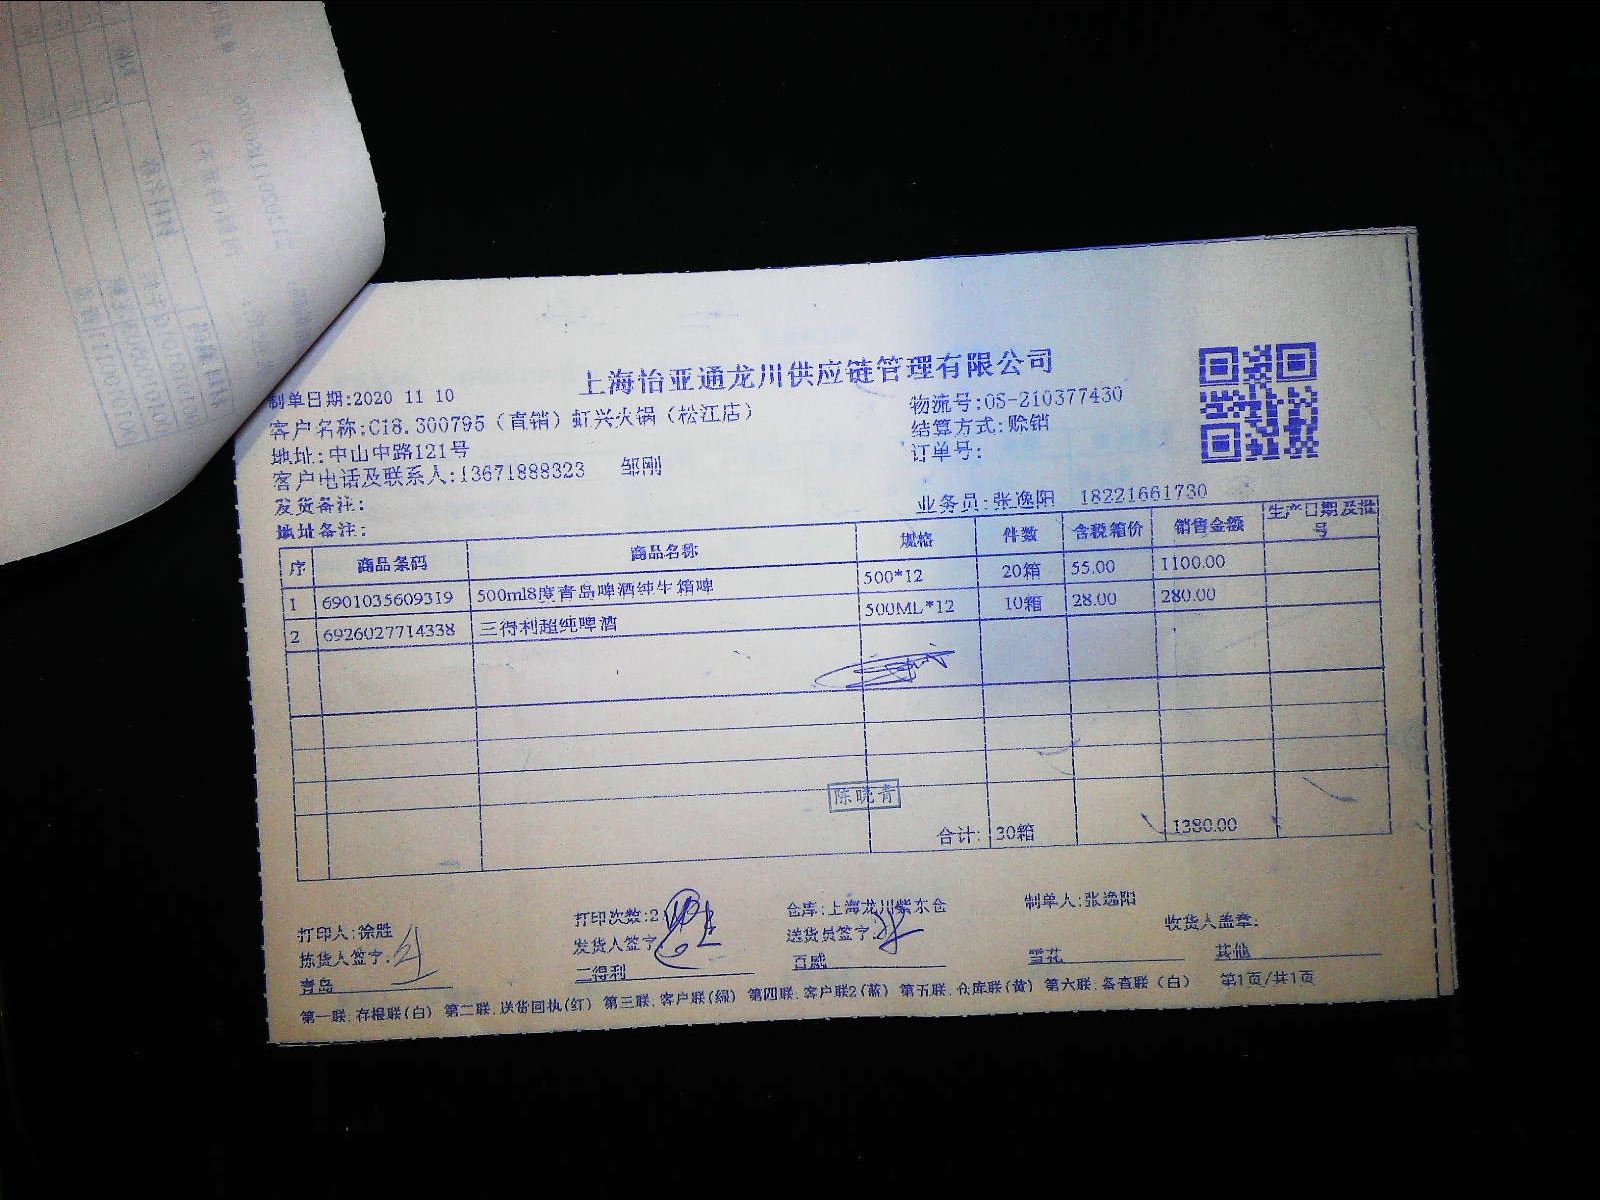 上海怡亚通龙川供应链管理有限公司
制单日期:2020 11 10
物流号:OS-210377430
客户名称:C18.300795（直销）虹兴火锅（松江店）
结算方式:赊销
地址:中山中路121号
订单号:
客户电话及联系人:13671888323 邹刚
发货备注:
业务员:张逸阳 18221661730
地址备注:
序 商品条码 商品名称 规格 件数 含税箱价 销售金额 生产日期及批号
1 6901035609319 500ml8度青岛啤酒纯生箱啤 500*12 20箱 55.00 1100.00
2 6926027714338 三得利超纯啤酒 500ML*12 10箱 28.00 280.00
陈晓青
合计: 30箱 1380.00
打印人:徐胜 打印次数:2 仓库:上海龙川紫东仓 制单人:张逸阳
拣货人签字: 发货人签字 送货员签字: 收货人盖章:
青岛 三得利 百威 雪花 其他
第一联:存根联(白) 第二联:送货回执(红) 第三联:客户联(绿) 第四联:客户联2(蓝) 第五联:仓库联(黄) 第六联:备查联(白) 第1页/共1页